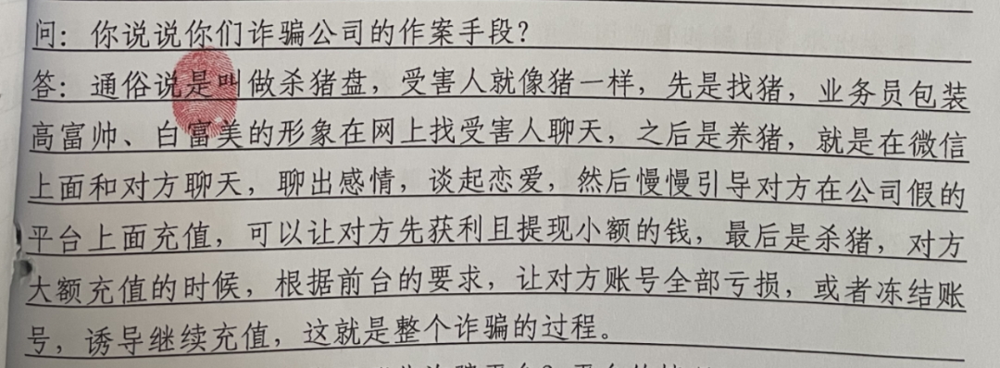 问：你说说你们诈骗公司的作案手段？
答：通俗说是叫做杀猪盘，受害人就像猪一样，先是找猪，业务员包装
高富帅、白富美的形象在网上找受害人聊天，之后是养猪，就是在微信
上面和对方聊天，聊出感情，谈起恋爱，然后慢慢引导对方在公司假的
平台上面充值，可以让对方先获利且提现小额的钱，最后是杀猪，对方
大额充值的时候，根据前台的要求，让对方账号全部亏损，或者冻结账
号，诱导继续充值，这就是整个诈骗的过程。